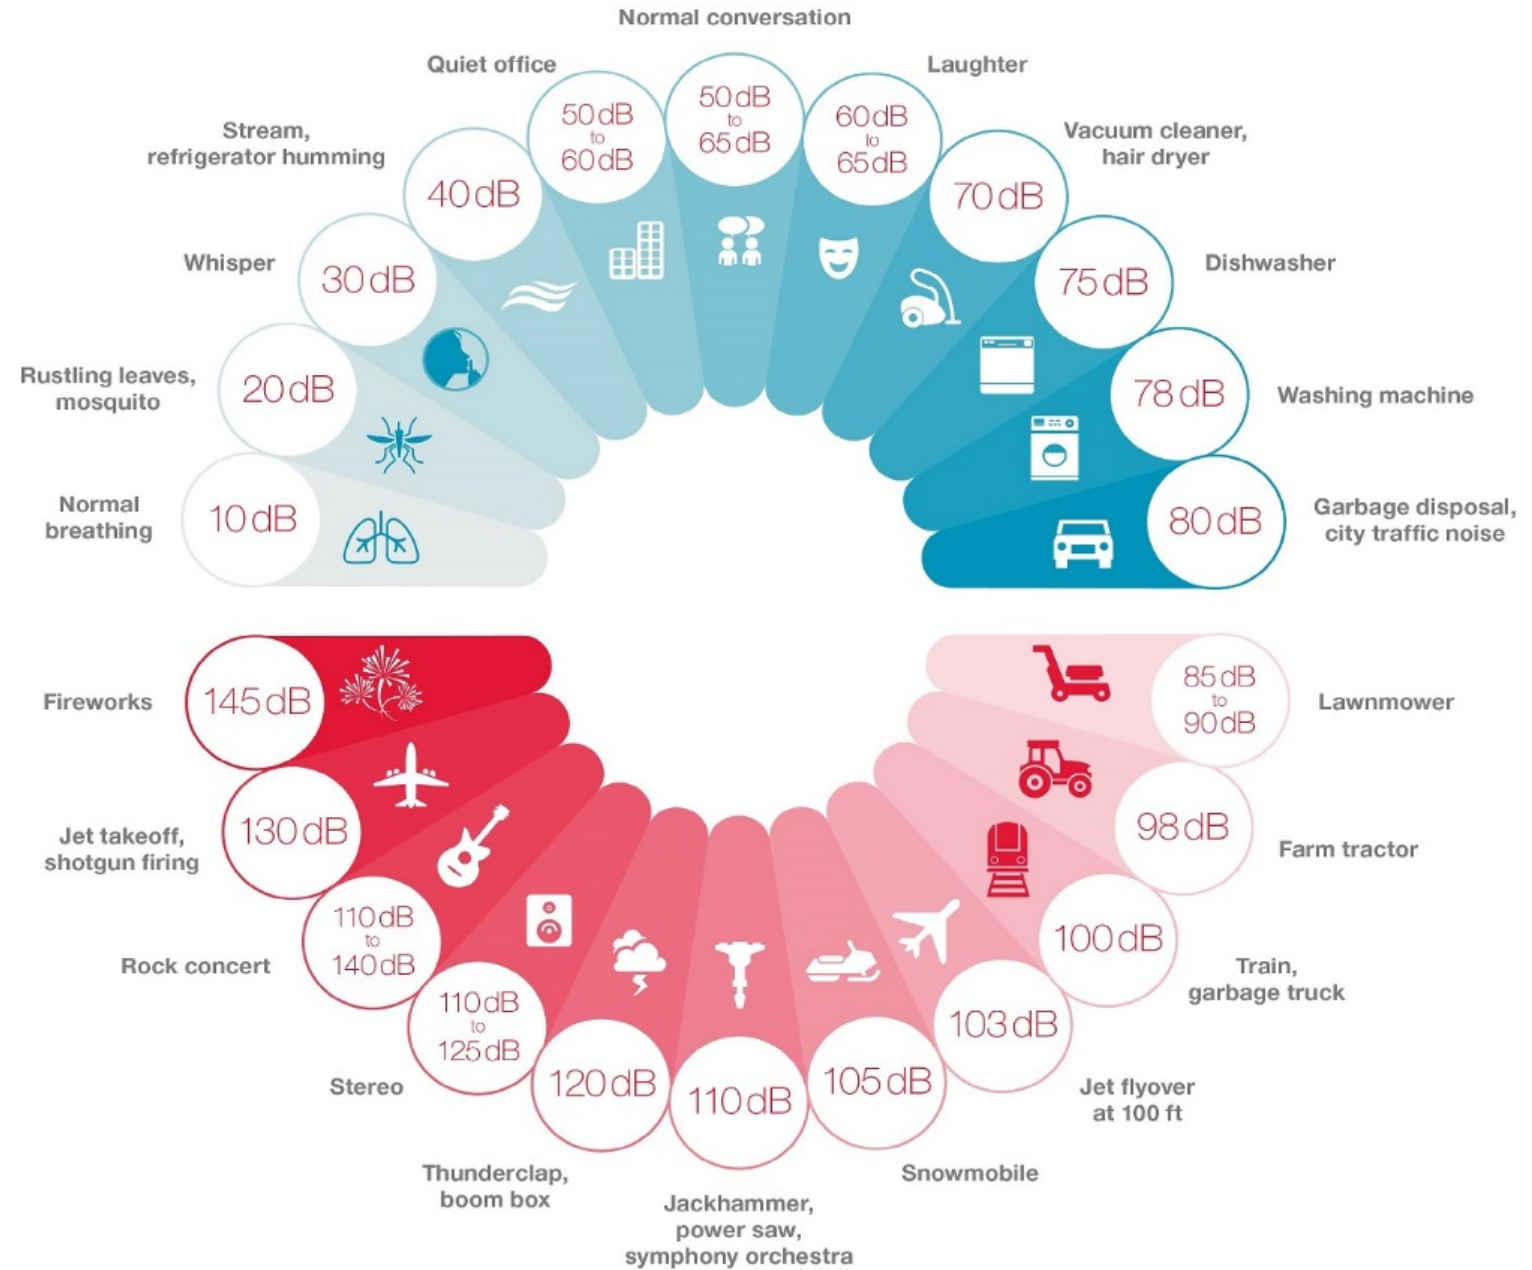 Normal conversation
50 dB
to
65 dB
Quiet office
50 dB
to
60 dB
Laughter
60 dB
to
65 dB
Stream,
refrigerator humming
40 dB
Vacuum cleaner,
hair dryer
70 dB
Whisper
30 dB
Dishwasher
75 dB
Rustling leaves,
mosquito
20 dB
Washing machine
78 dB
Normal
breathing
10 dB
Garbage disposal,
city traffic noise
80 dB
Fireworks
145 dB
Lawnmower
85 dB
to
90 dB
Jet takeoff,
shotgun firing
130 dB
Farm tractor
98 dB
Rock concert
110 dB
to
140 dB
Train,
garbage truck
100 dB
Stereo
110 dB
to
125 dB
Jet flyover
at 100 ft
103 dB
Thunderclap,
boom box
120 dB
Snowmobile
105 dB
Jackhammer,
power saw,
symphony orchestra
110 dB